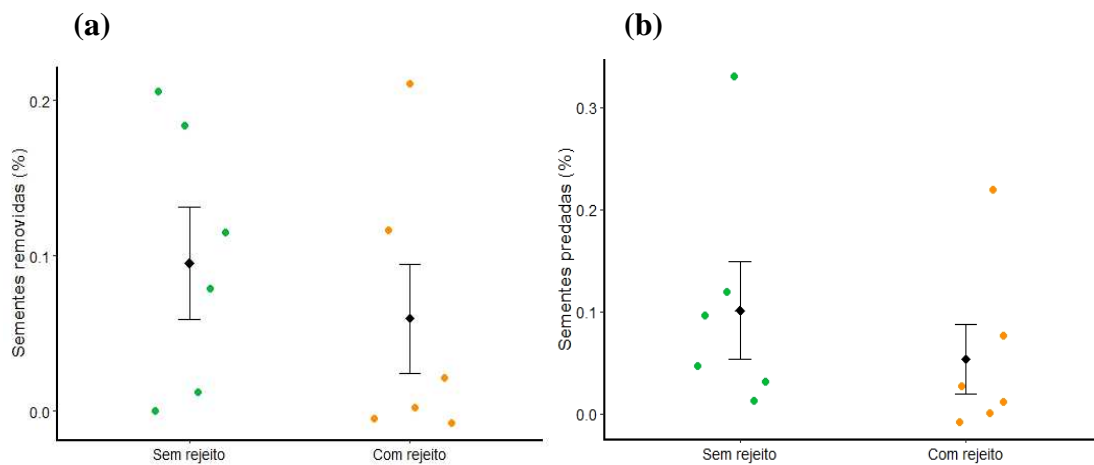 (a)
Sementes removidas (%)
0.2
0.1
0.0
Sem rejeito
Com rejeito
(b)
Sementes predadas (%)
0.3
0.2
0.1
0.0
Sem rejeito
Com rejeito